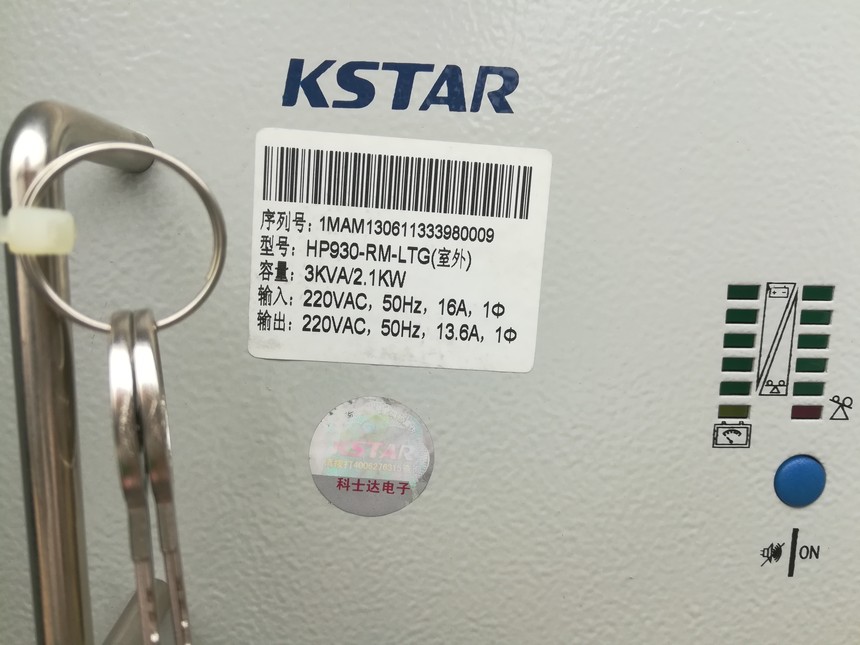 KSTAR
序列号：1MAM130611333980009
型号：HP930-RM-LTG(室外)
容量：3KVA/2.1KW
输入：220VAC，50Hz，16A，1Φ
输出：220VAC，50Hz，13.6A，1Φ
KSTAR
科士达电子
ON